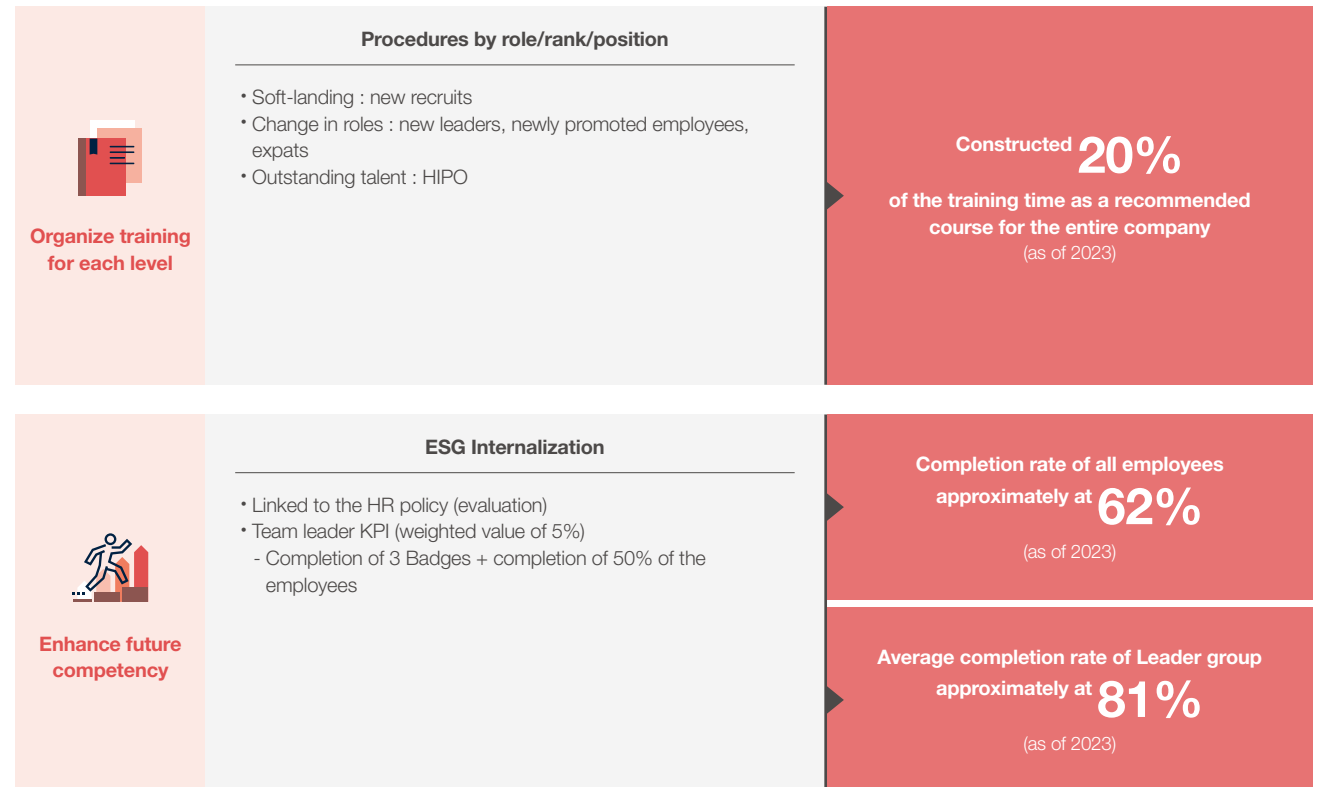 Organize training
for each level
Procedures by role/rank/position
• Soft-landing : new recruits
• Change in roles : new leaders, newly promoted employees,
expats
• Outstanding talent : HIPO
Constructed 20%
of the training time as a recommended
course for the entire company
(as of 2023)
Enhance future
competency
ESG Internalization
• Linked to the HR policy (evaluation)
• Team leader KPI (weighted value of 5%)
- Completion of 3 Badges + completion of 50% of the
employees
Completion rate of all employees
approximately at 62%
(as of 2023)
Average completion rate of Leader group
approximately at 81%
(as of 2023)